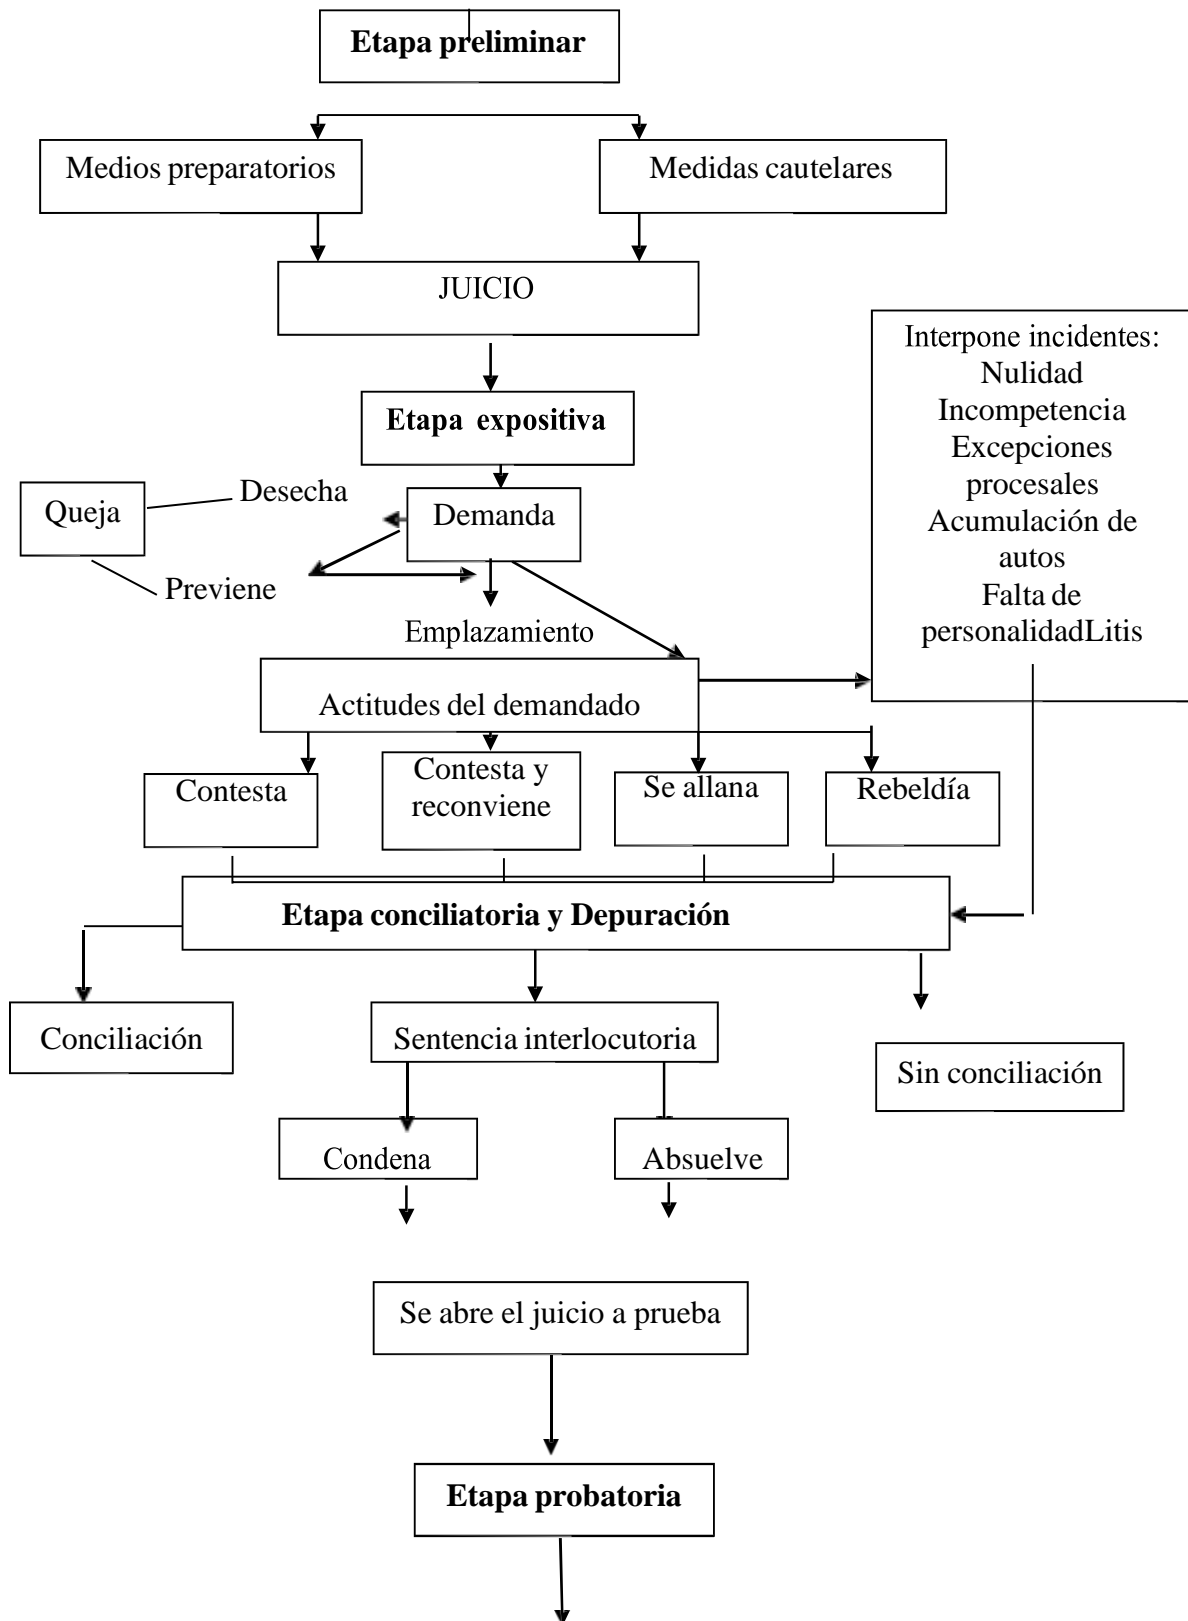 Etapa preliminar
Medios preparatorios
Medidas cautelares
JUICIO
Interpone incidentes:
Nulidad
Incompetencia
Excepciones
procesales
Acumulación de
autos
Falta de
personalidadLitis
Etapa expositiva
Queja
Desecha
Demanda
Previene
Emplazamiento
Actitudes del demandado
Contesta
Contesta y
reconviene
Se allana
Rebeldía
Etapa conciliatoria y Depuración
Conciliación
Sentencia interlocutoria
Sin conciliación
Condena
Absuelve
Se abre el juicio a prueba
Etapa probatoria